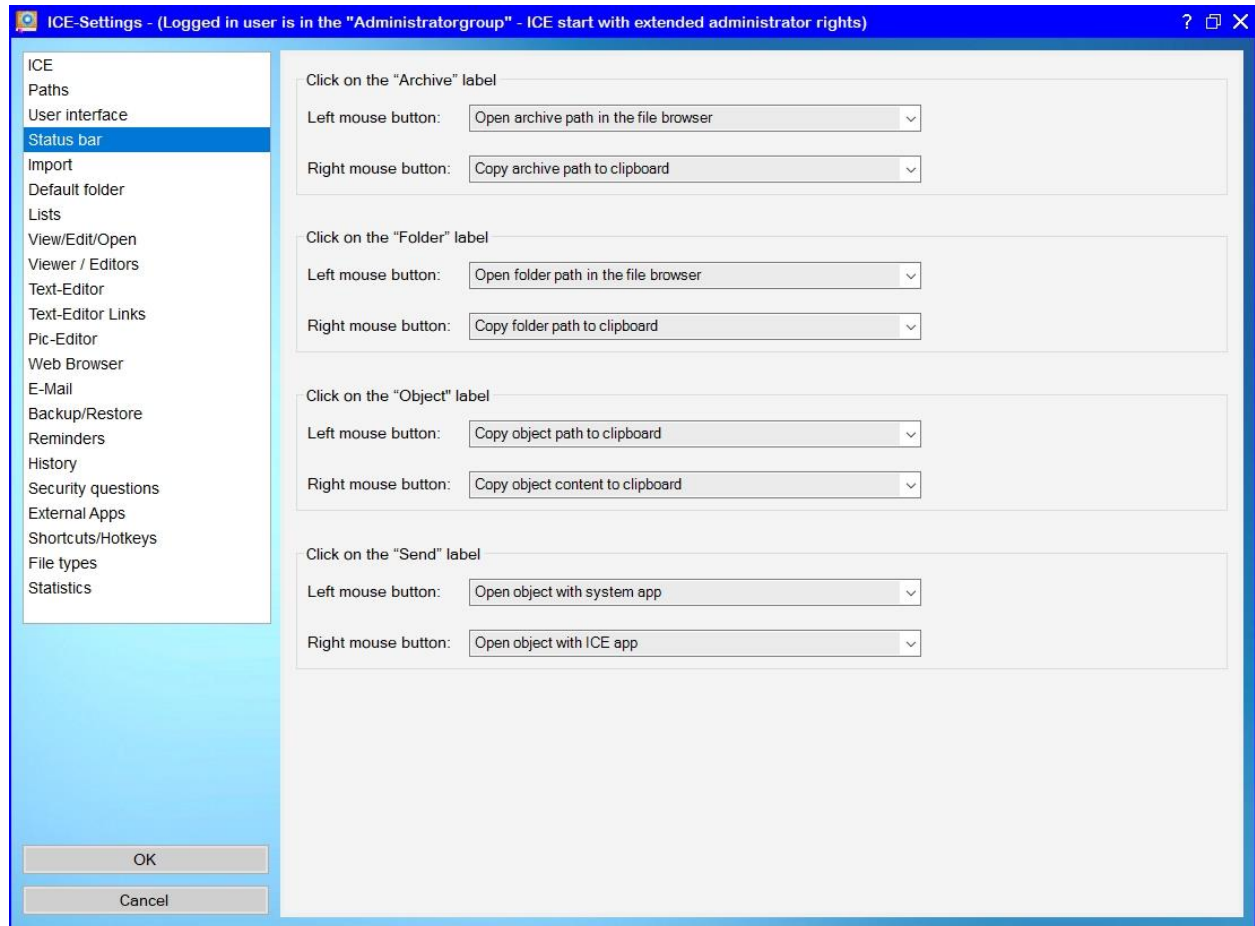 ICE-Settings - (Logged in user is in the "Administratorgroup" - ICE start with extended administrator rights)
?
ICE
Paths
User interface
Status bar
Import
Default folder
Lists
View/Edit/Open
Viewer / Editors
Text-Editor
Text-Editor Links
Pic-Editor
Web Browser
E-Mail
Backup/Restore
Reminders
History
Security questions
External Apps
Shortcuts/Hotkeys
File types
Statistics
OK
Cancel
Click on the “Archive” label
Left mouse button: Open archive path in the file browser
Right mouse button: Copy archive path to clipboard
Click on the “Folder” label
Left mouse button: Open folder path in the file browser
Right mouse button: Copy folder path to clipboard
Click on the “Object" label
Left mouse button: Copy object path to clipboard
Right mouse button: Copy object content to clipboard
Click on the “Send” label
Left mouse button: Open object with system app
Right mouse button: Open object with ICE app